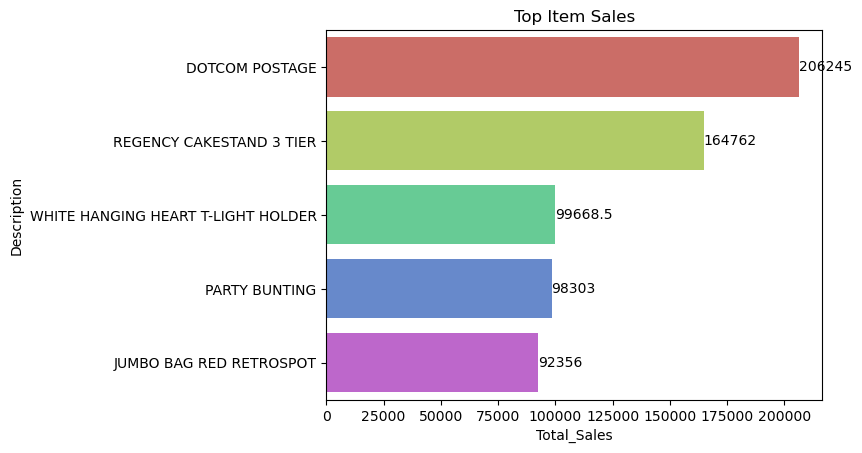 Top Item Sales
Description
DOTCOM POSTAGE
206245
REGENCY CAKESTAND 3 TIER
164762
WHITE HANGING HEART T-LIGHT HOLDER
99668.5
PARTY BUNTING
98303
JUMBO BAG RED RETROSPOT
92356
0 25000 50000 75000 100000 125000 150000 175000 200000
Total_Sales